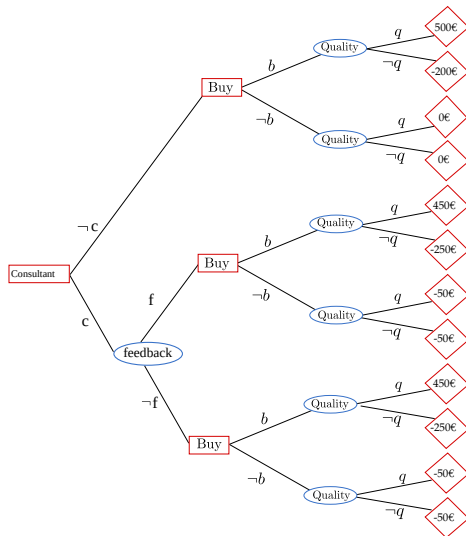 500€
q
Quality
¬q
b
-200€
Buy
0€
q
¬b
Quality
¬q
0€
¬c
450€
q
Quality
¬q
b
-250€
Buy
Consultant
-50€
q
¬b
f
Quality
¬q
-50€
c
feedback
450€
q
¬f
Quality
¬q
b
-250€
Buy
-50€
q
¬b
Quality
¬q
-50€